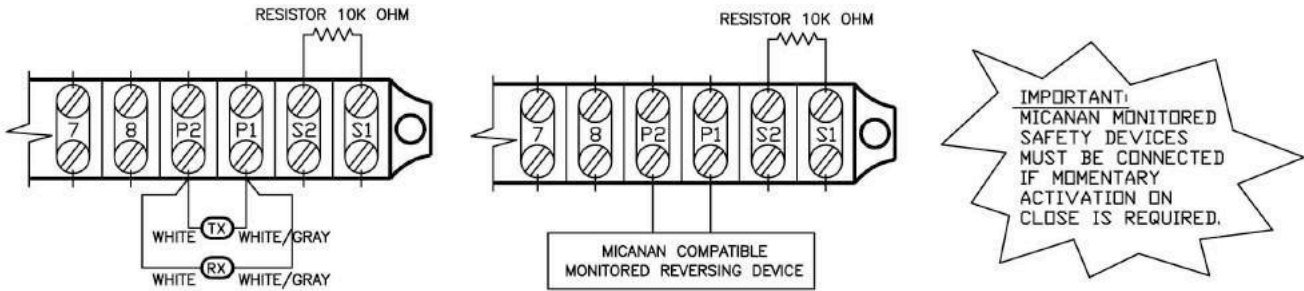 RESISTOR 10K OHM
7 8 P2 P1 S2 S1
WHITE TX WHITE/GRAY
WHITE RX WHITE/GRAY
RESISTOR 10K OHM
7 8 P2 P1 S2 S1
MICANAN COMPATIBLE
MONITORED REVERSING DEVICE
IMPORTANT:
MICANAN MONITORED
SAFETY DEVICES
MUST BE CONNECTED
IF MOMENTARY
ACTIVATION ON
CLOSE IS REQUIRED.